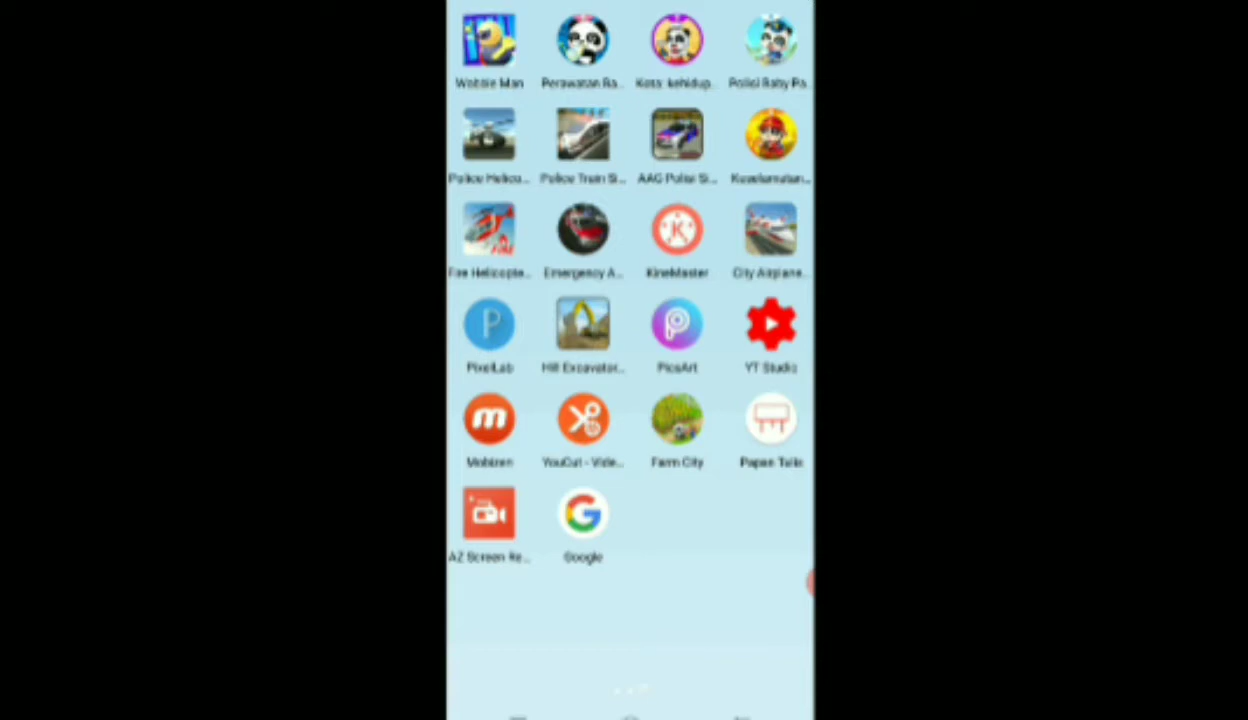 Wobble Man
Perawatan Ba...
Kota: kehidup...
Polisi Baby Pa...
Police Helico...
Police Train Si...
AAG Polisi Si...
Keselamatan...
Fire Helicopte...
Emergency A...
KineMaster
City Airplane...
PixelLab
Hill Excavator...
PicsArt
YT Studio
Mobizen
YouCut - Vide...
Farm City
Papan Tulis
AZ Screen Re...
Google